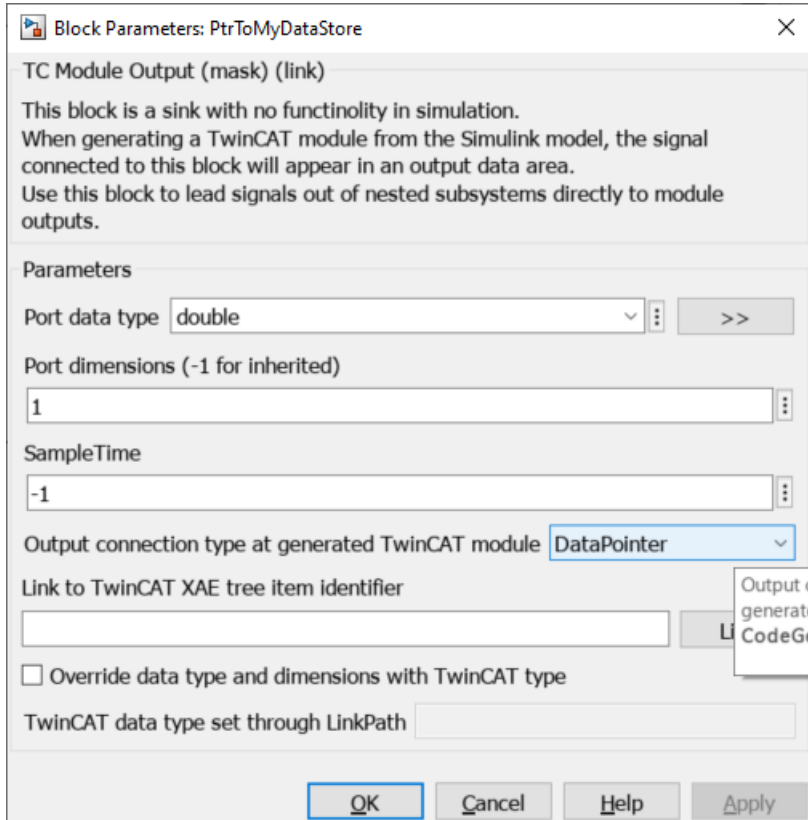 Block Parameters: PtrToMyDataStore
TC Module Output (mask) (link)
This block is a sink with no functinolity in simulation.
When generating a TwinCAT module from the Simulink model, the signal
connected to this block will appear in an output data area.
Use this block to lead signals out of nested subsystems directly to module
outputs.
Parameters
Port data type double >>
Port dimensions (-1 for inherited)
1
SampleTime
-1
Output connection type at generated TwinCAT module DataPointer
Link to TwinCAT XAE tree item identifier
Output
Override data type and dimensions with TwinCAT type
TwinCAT data type set through LinkPath
OK Cancel Help Apply